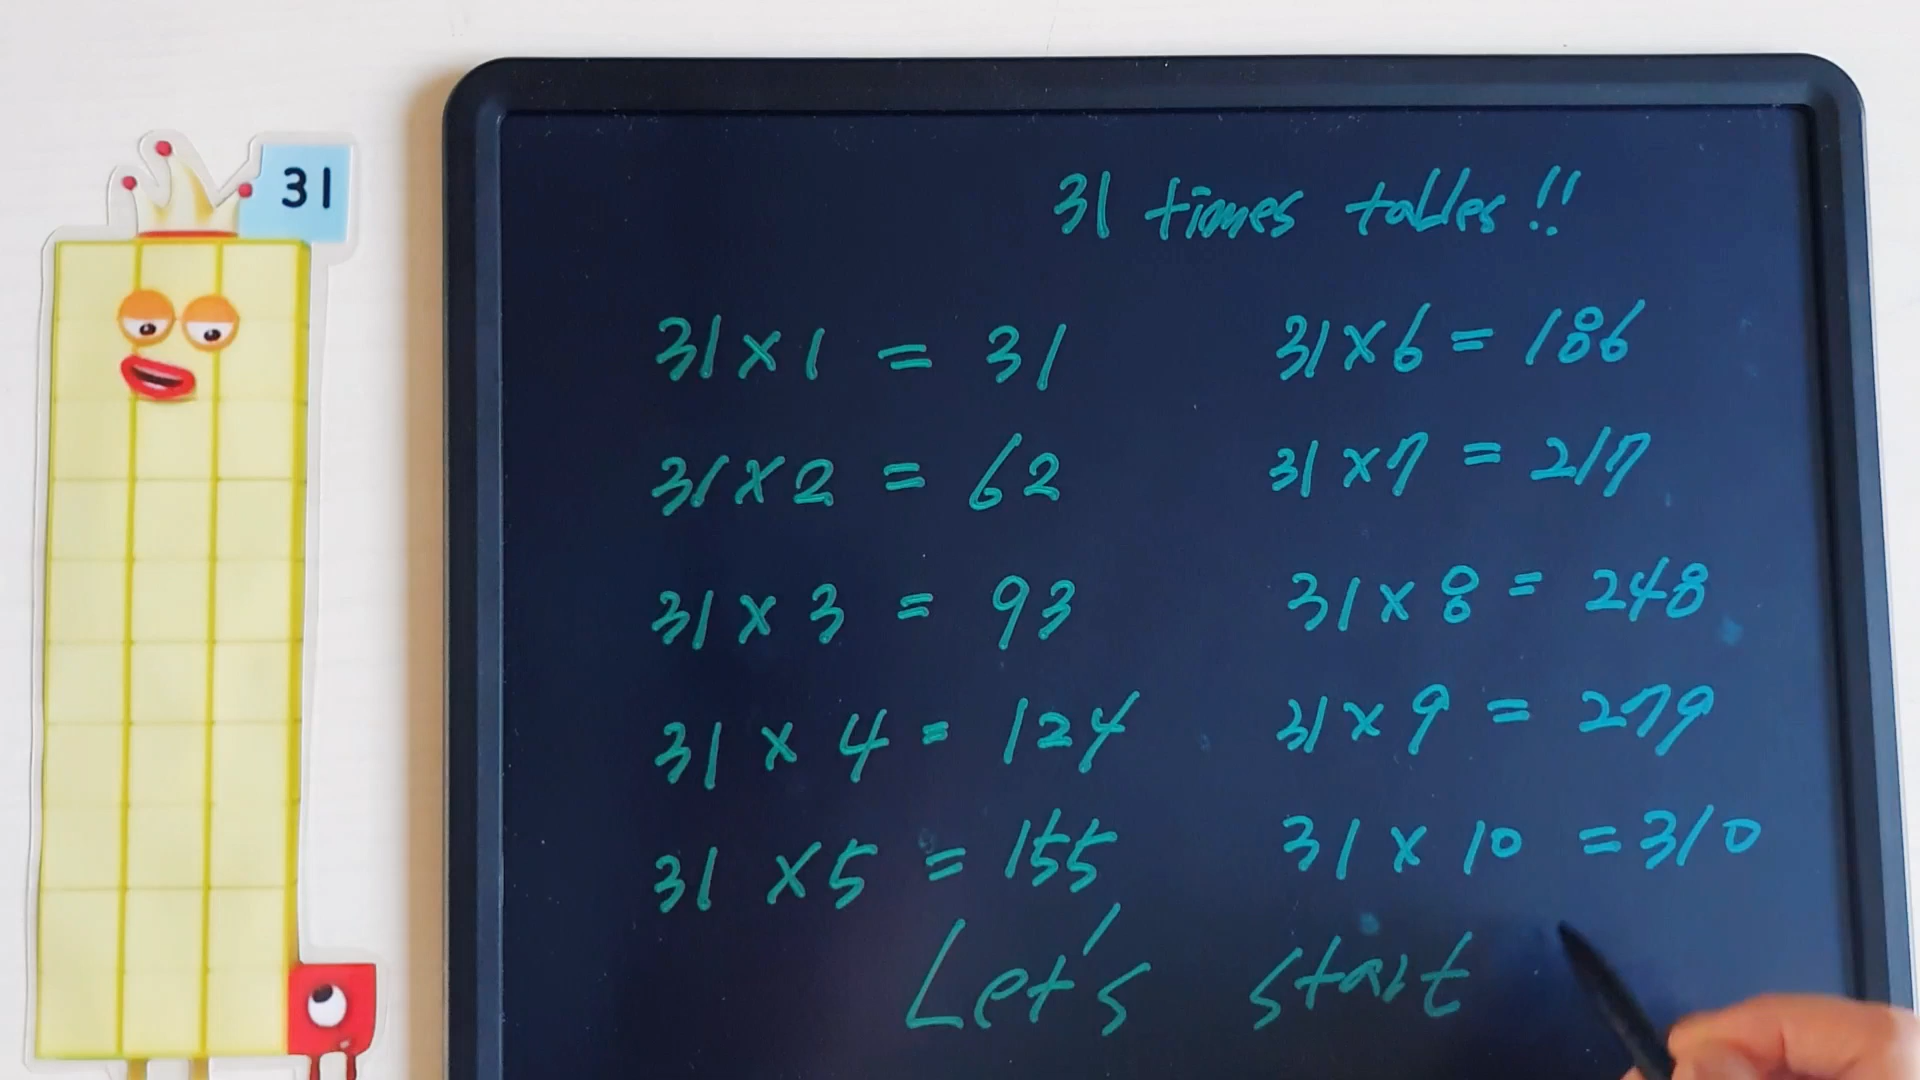 31
31 times tables!!
31 x 1 = 31
31 x 2 = 62
31 x 3 = 93
31 x 4 = 124
31 x 5 = 155
31 x 6 = 186
31 x 7 = 217
31 x 8 = 248
31 x 9 = 279
31 x 10 = 310
Let's start